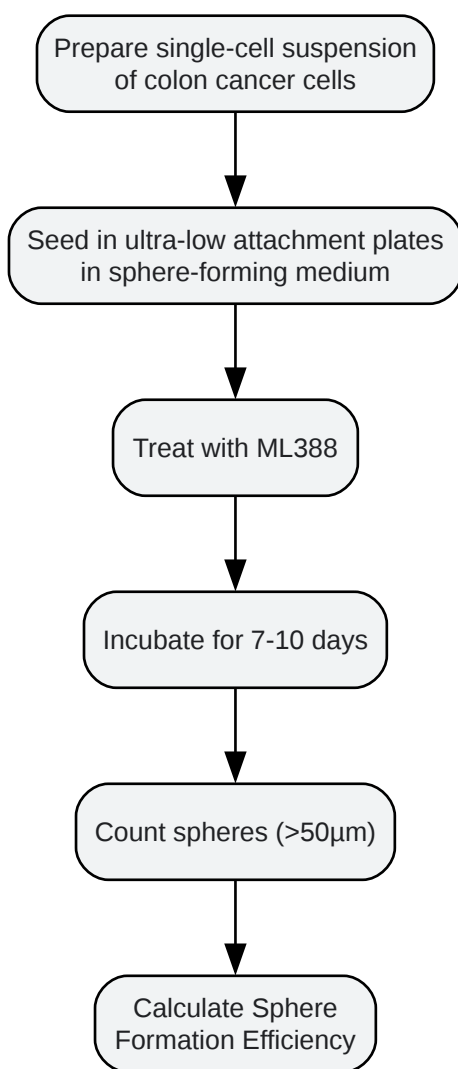 Prepare single-cell suspension
of colon cancer cells
Seed in ultra-low attachment plates
in sphere-forming medium
Treat with ML388
Incubate for 7-10 days
Count spheres (>50µm)
Calculate Sphere
Formation Efficiency